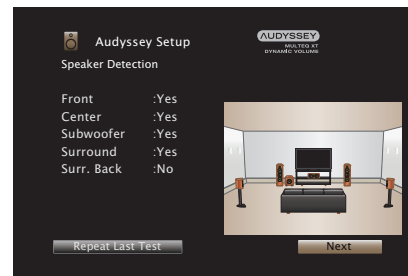 Audyssey Setup
AUDYSSEY
MULTEQ XT
DYNAMIC VOLUME
Speaker Detection
Front :Yes
Center :Yes
Subwoofer :Yes
Surround :Yes
Surr. Back :No
Repeat Last Test
Next